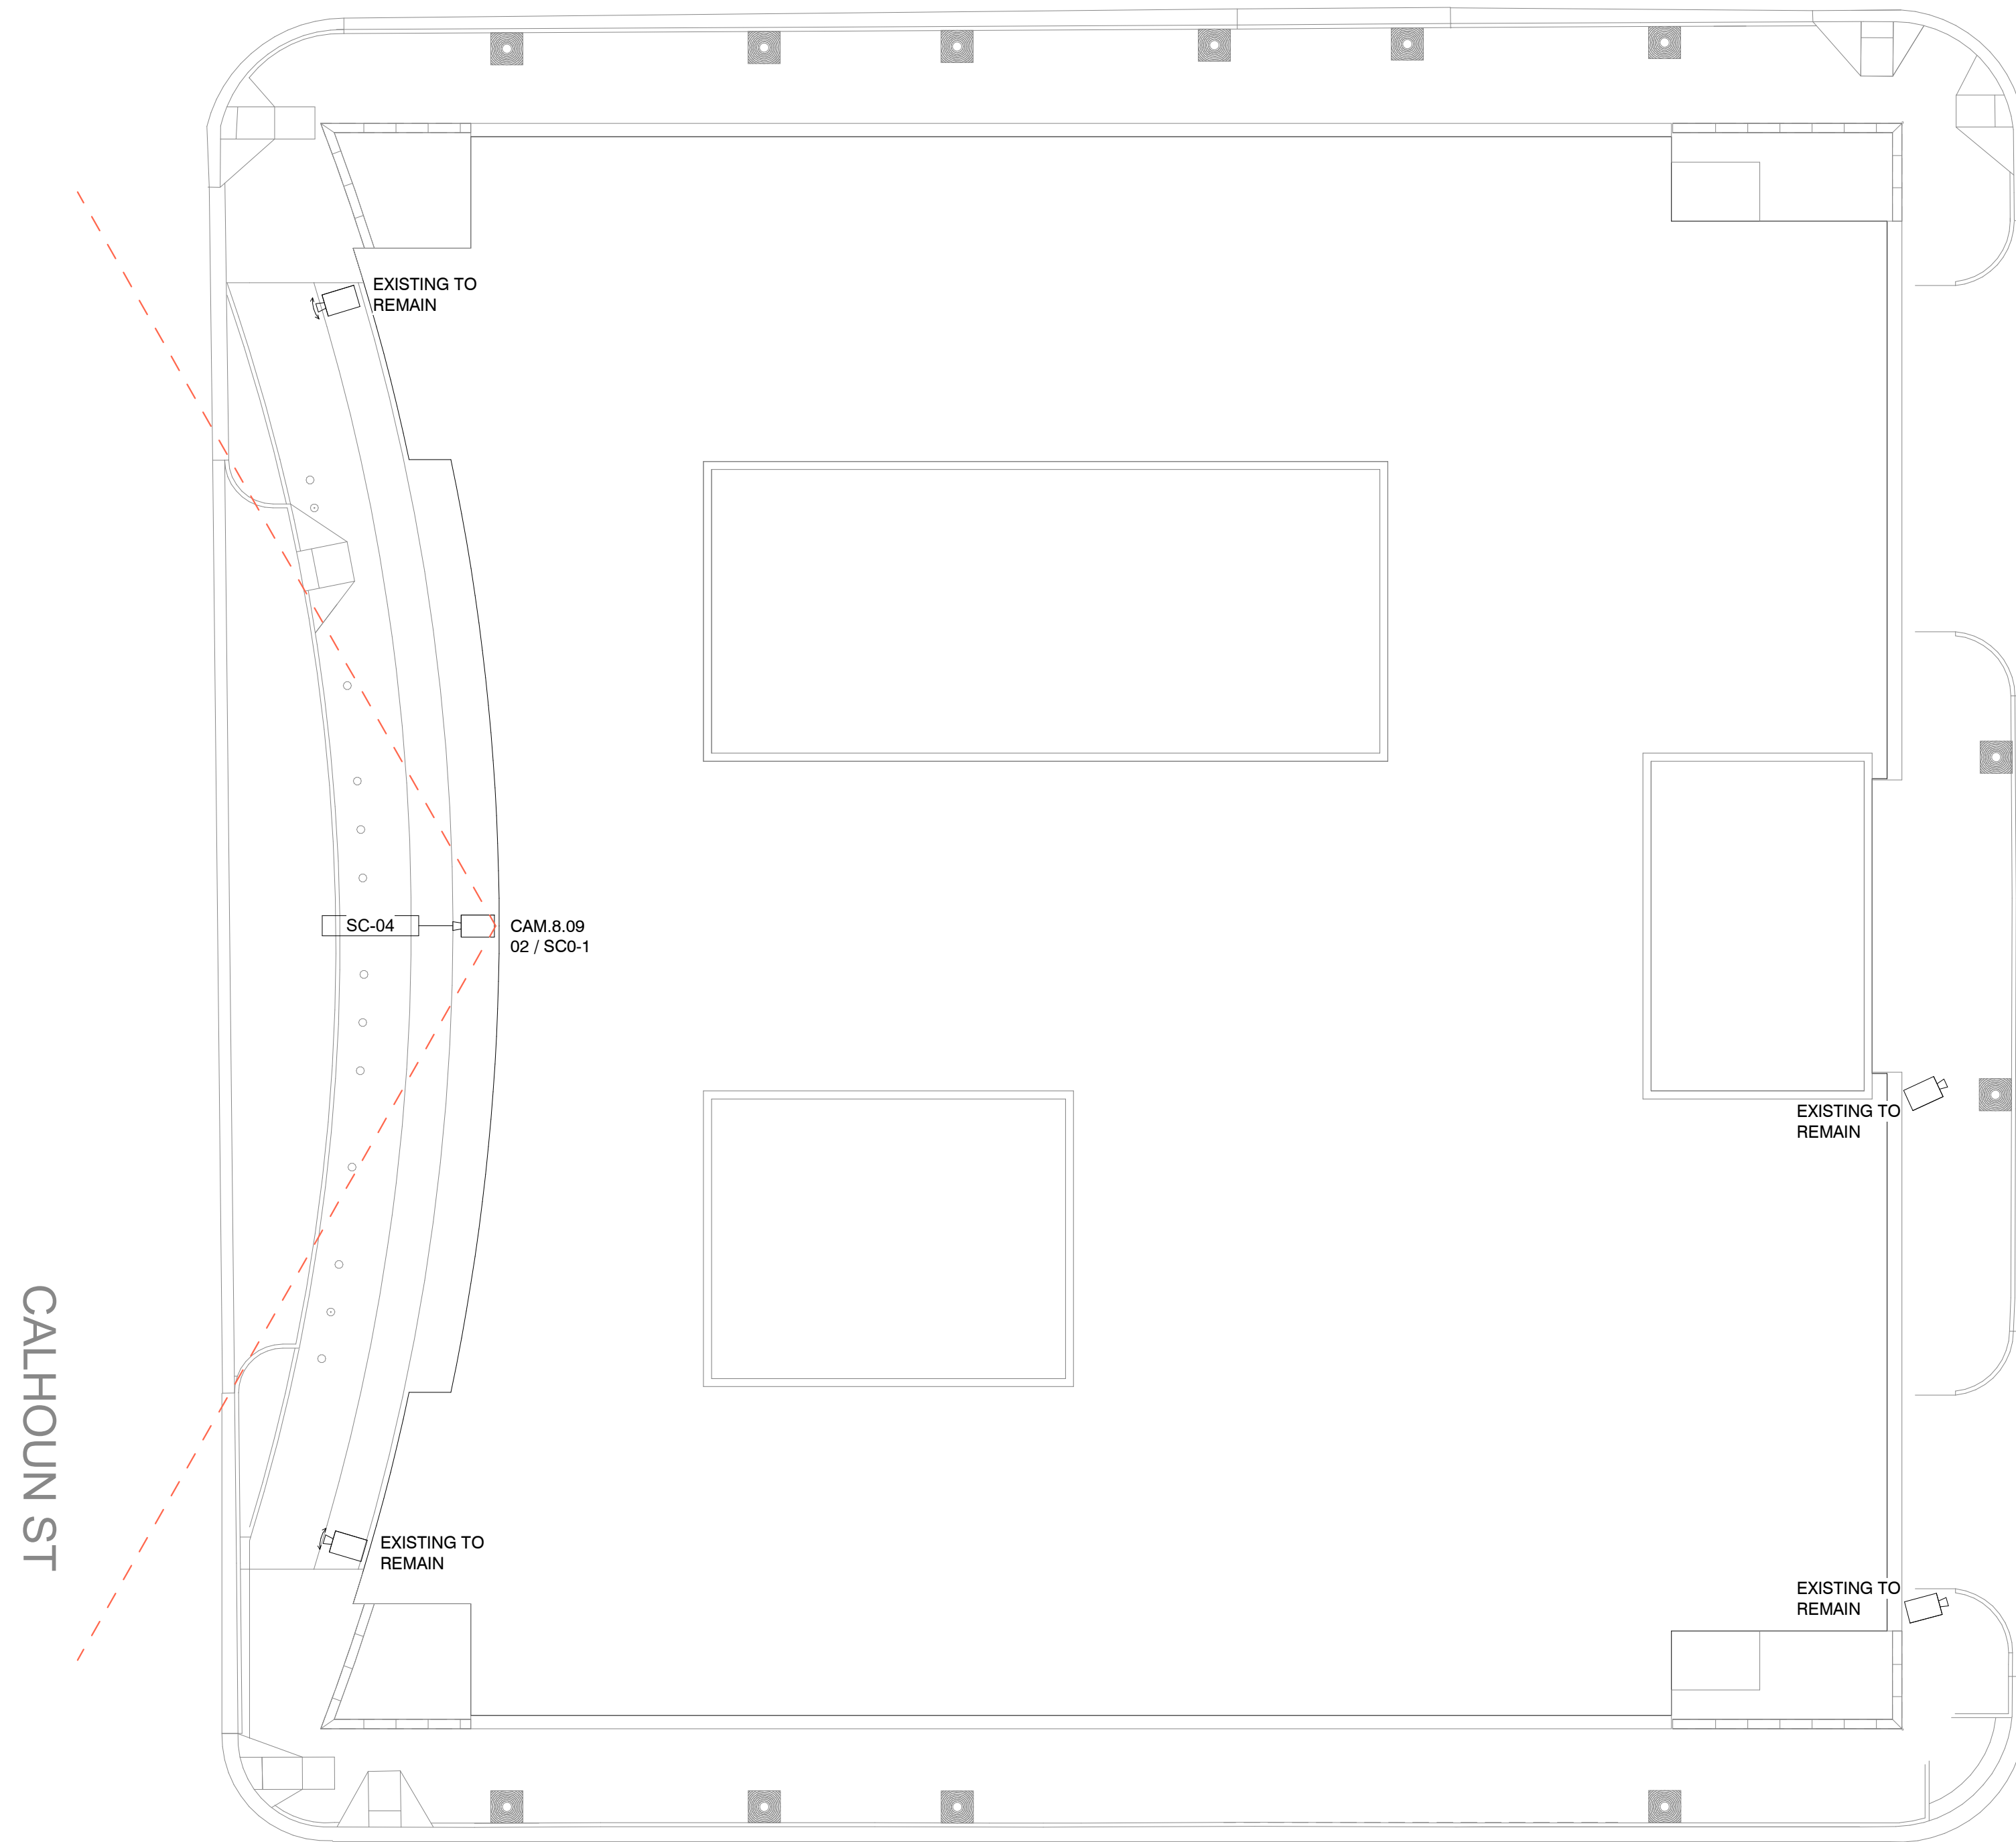 EXISTING TO
REMAIN
SC-04
CAM.8.09
02 / SC0-1
EXISTING TO
REMAIN
CALHOUN ST
EXISTING TO
REMAIN
EXISTING TO
REMAIN